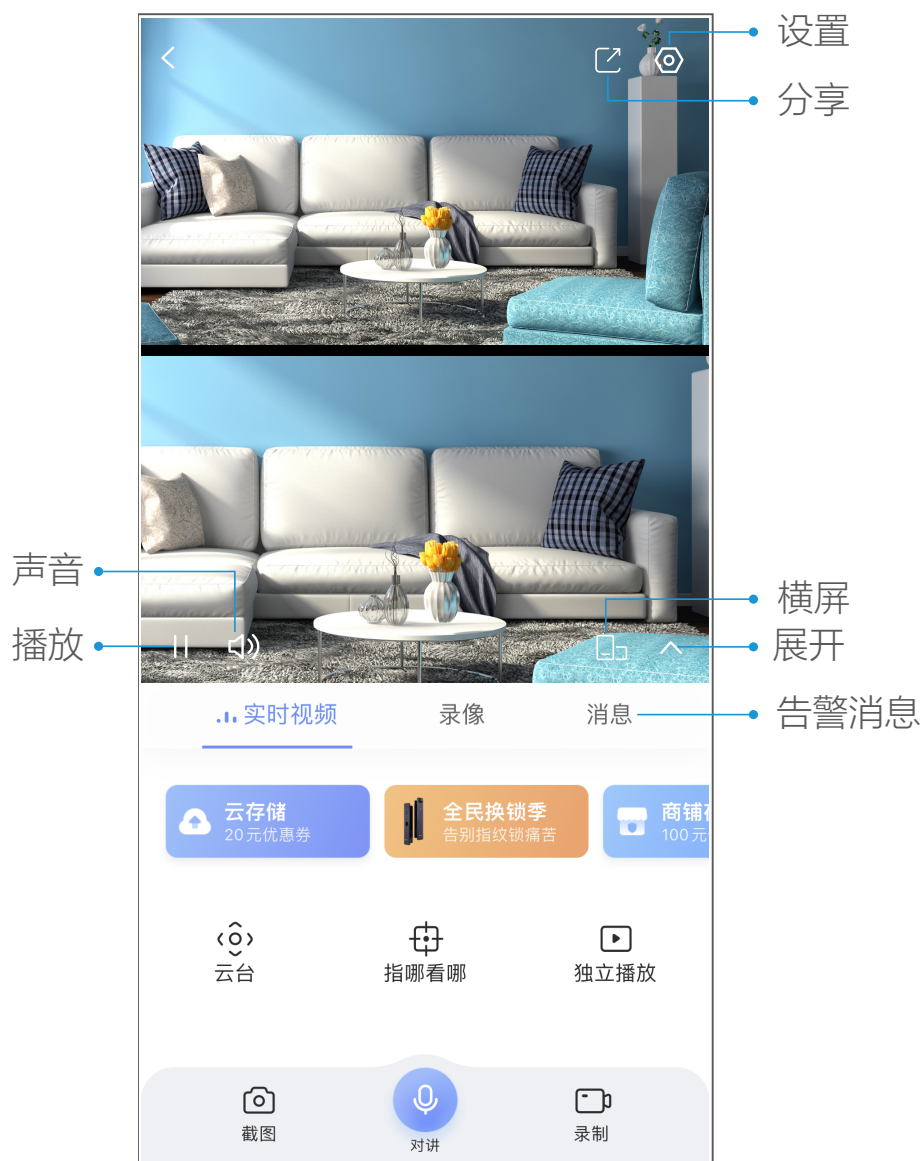 设置
分享
声音
播放
横屏
展开
实时视频
录像
消息
告警消息
云存储
20元优惠券
全民换锁季
告别指纹锁痛苦
商铺
100元
云台
指哪看哪
独立播放
截图
对讲
录制